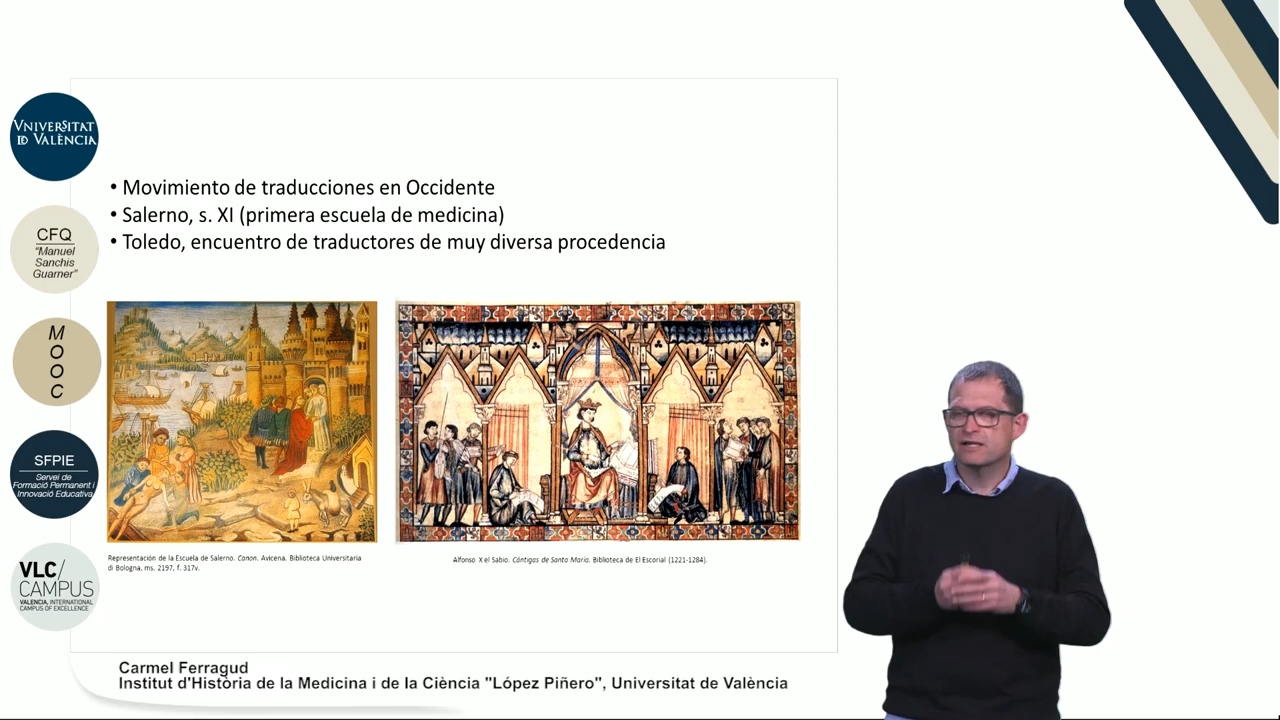 VNIVERSITAT
ID VALÈNCIA
CFQ
"Manuel
Sanchis
Guarner"
M
O
O
C
SFPIE
Servei de
Formació Permanent i
Innovació Educativa
VLC/
CAMPUS
VALENCIA, INTERNATIONAL
CAMPUS OF EXCELLENCE
• Movimiento de traducciones en Occidente
• Salerno, s. XI (primera escuela de medicina)
• Toledo, encuentro de traductores de muy diversa procedencia
Representación de la Escuela de Salerno. Canon. Avicena. Biblioteca Universitaria
di Bologna, ms. 2197, f. 317v.
Alfonso X el Sabio. Cántigas de Santa María. Biblioteca de El Escorial (1221-1284).
Carmel Ferragud
Institut d'Història de la Medicina i de la Ciència "López Piñero", Universitat de València